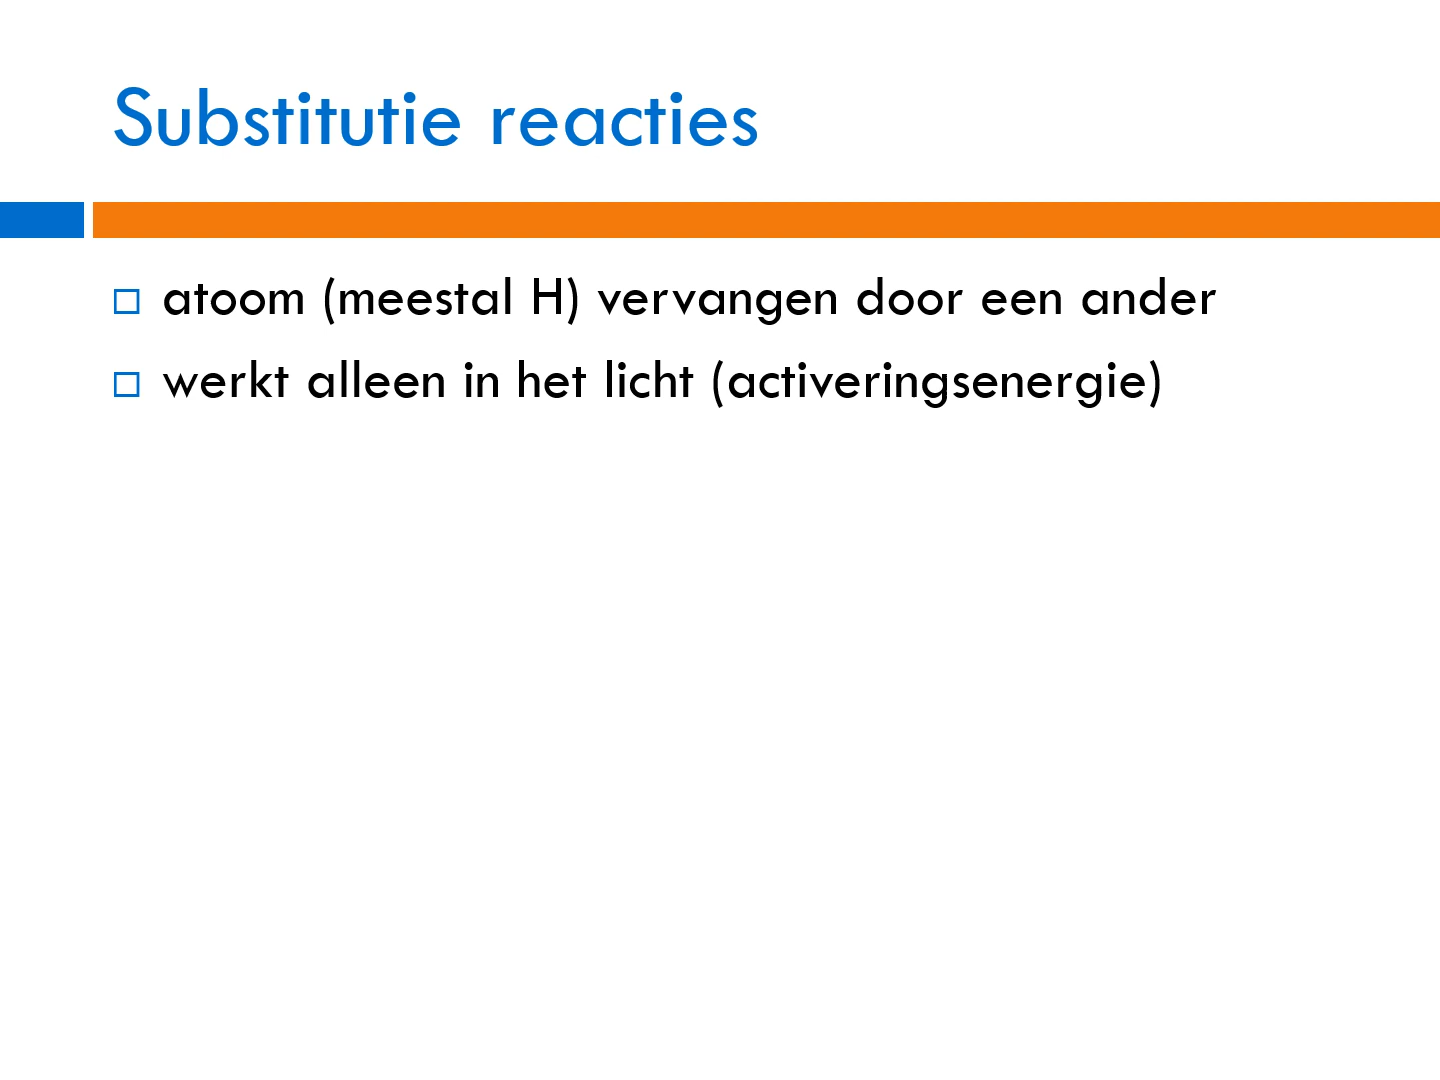 Substitutie reacties
atoom (meestal H) vervangen door een ander
werkt alleen in het licht (activeringsenergie)